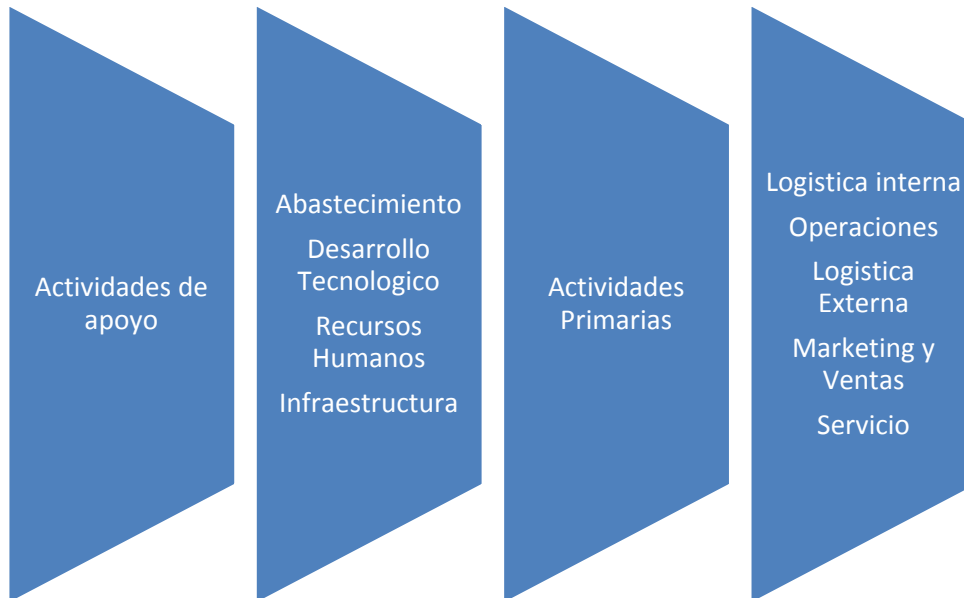 Actividades de
apoyo
Abastecimiento
Desarrollo
Tecnologico
Recursos
Humanos
Infraestructura
Actividades
Primarias
Logistica interna
Operaciones
Logistica
Externa
Marketing y
Ventas
Servicio